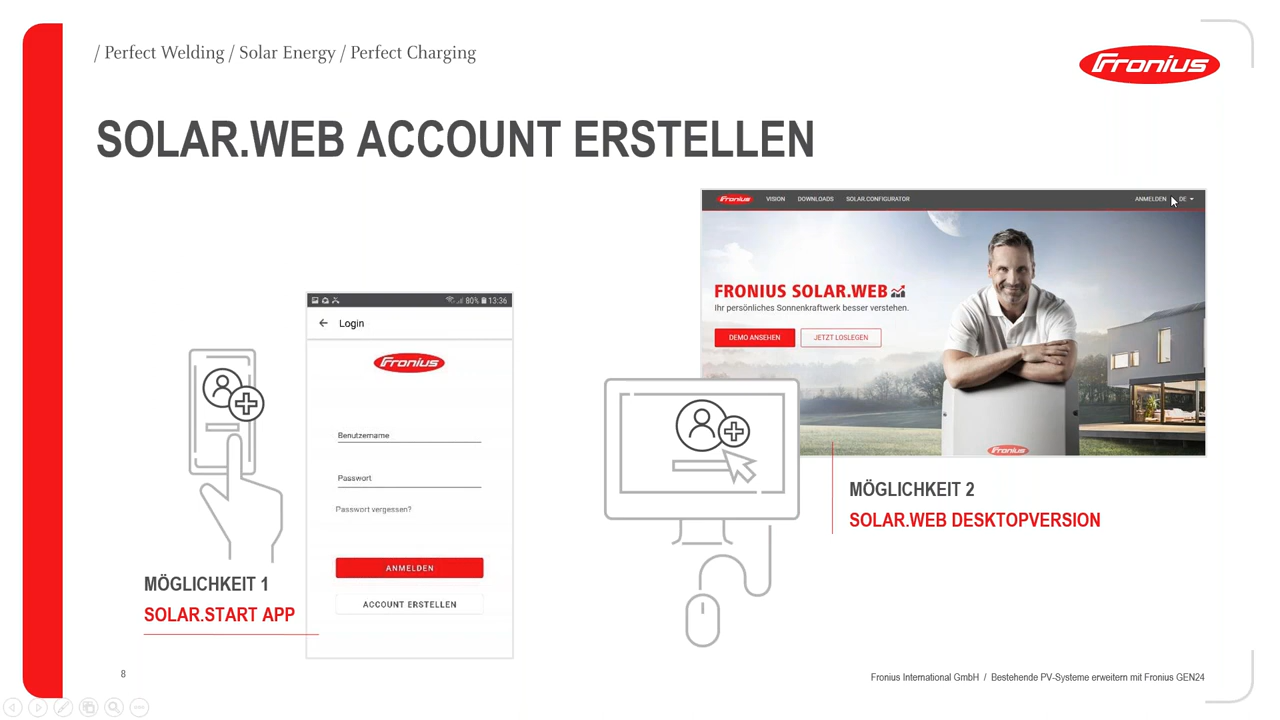 / Perfect Welding / Solar Energy / Perfect Charging
Fronius
SOLAR.WEB ACCOUNT ERSTELLEN
Fronius VISION DOWNLOADS SOLAR.CONFIGURATOR ANMELDEN DE
FRONIUS SOLAR.WEB
Ihr persönliches Sonnenkraftwerk besser verstehen.
DEMO ANSEHEN JETZT LOSLEGEN
Fronius
80% 13:36
Login
Fronius
Benutzername
Passwort
Passwort vergessen?
ANMELDEN
ACCOUNT ERSTELLEN
MÖGLICHKEIT 1
SOLAR.START APP
MÖGLICHKEIT 2
SOLAR.WEB DESKTOPVERSION
8
Fronius International GmbH / Bestehende PV-Systeme erweitern mit Fronius GEN24